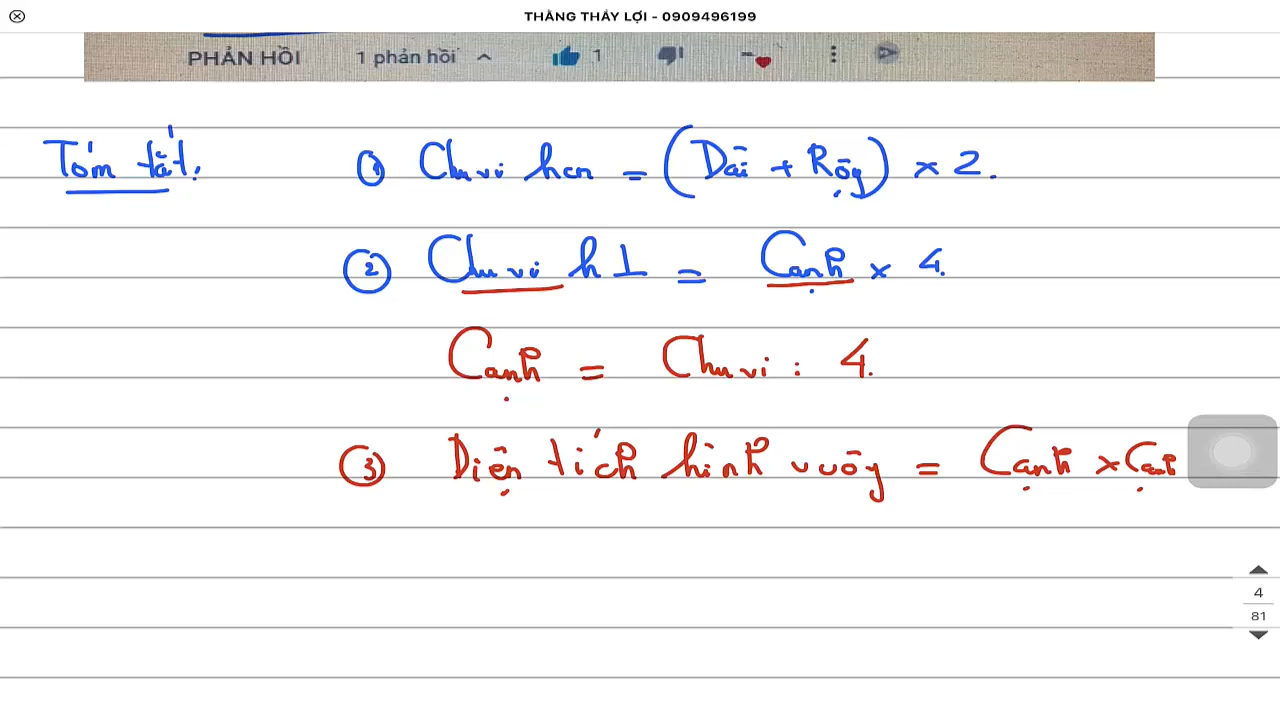 THẰNG THẦY LỢI - 0909496199
PHẢN HỒI 1 phản hồi 1
Tóm tắt: ① Chu vi hcn = (Dài + Rộng) × 2.
② Chu vi h⊥ = Cạnh × 4.
Cạnh = Chu vi : 4.
③ Diện tích hình vuông = Cạnh × Cạnh
4
81